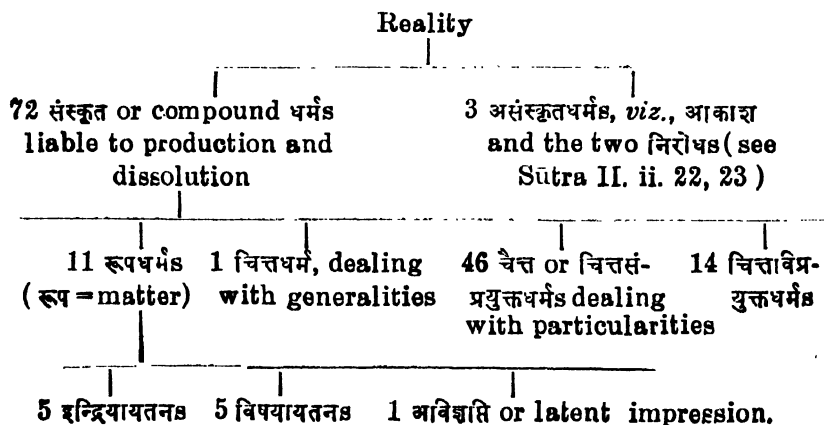 Reality
72 संस्कृत or compound धर्मs
liable to production and
dissolution
3 असंस्कृतधर्मs, viz., आकाश
and the two निरोधs (see
Sūtra II. ii. 22, 23 )
11 रूपधर्मs
( रूप = matter)
1 चित्तधर्म, dealing
with generalities
46 चैत्त or चित्तसं-
प्रयुक्तधर्मs dealing
with particularities
14 चित्तविप्र-
युक्तधर्मs
5 इन्द्रियायतनs 5 विषयायतनs 1 अविज्ञप्ति or latent impression.